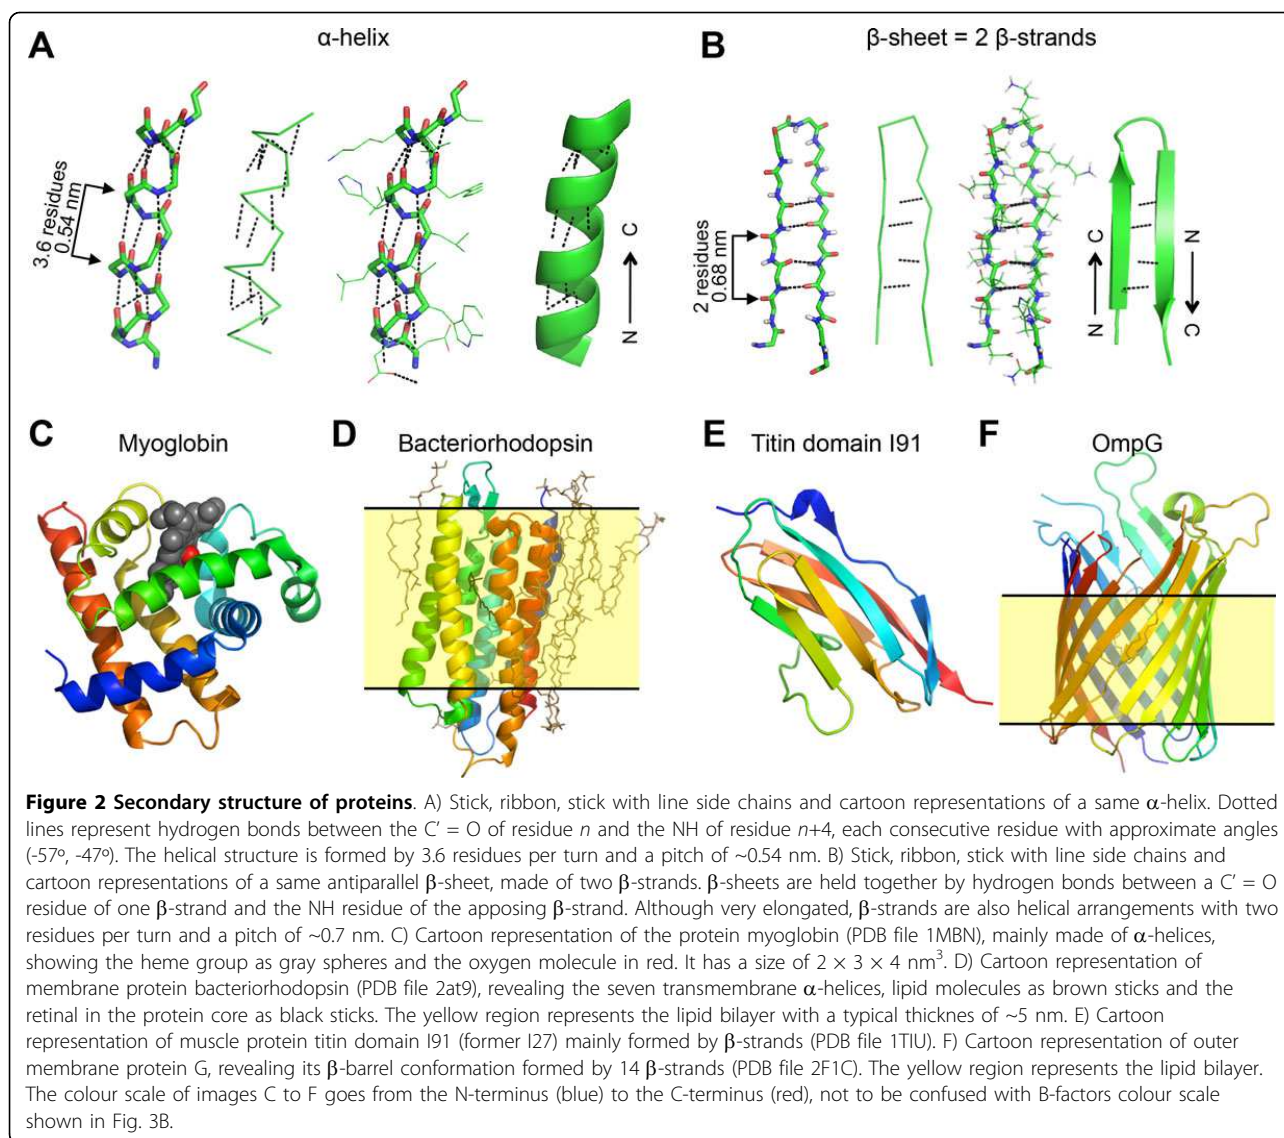 A
α-helix
3.6 residues
0.54 nm
C
N
B
β-sheet = 2 β-strands
2 residues
0.68 nm
C
N
N
C
C
Myoglobin
D
Bacteriorhodopsin
E
Titin domain I91
F
OmpG
Figure 2 Secondary structure of proteins. A) Stick, ribbon, stick with line side chains and cartoon representations of a same α-helix. Dotted
lines represent hydrogen bonds between the C' = O of residue n and the NH of residue n+4, each consecutive residue with approximate angles
(-57º, -47º). The helical structure is formed by 3.6 residues per turn and a pitch of ~0.54 nm. B) Stick, ribbon, stick with line side chains and
cartoon representations of a same antiparallel β-sheet, made of two β-strands. β-sheets are held together by hydrogen bonds between a C' = O
residue of one β-strand and the NH residue of the apposing β-strand. Although very elongated, β-strands are also helical arrangements with two
residues per turn and a pitch of ~0.7 nm. C) Cartoon representation of the protein myoglobin (PDB file 1MBN), mainly made of α-helices,
showing the heme group as gray spheres and the oxygen molecule in red. It has a size of 2 × 3 × 4 nm³. D) Cartoon representation of
membrane protein bacteriorhodopsin (PDB file 2at9), revealing the seven transmembrane α-helices, lipid molecules as brown sticks and the
retinal in the protein core as black sticks. The yellow region represents the lipid bilayer with a typical thicknes of ~5 nm. E) Cartoon
representation of muscle protein titin domain I91 (former I27) mainly formed by β-strands (PDB file 1TIU). F) Cartoon representation of outer
membrane protein G, revealing its β-barrel conformation formed by 14 β-strands (PDB file 2F1C). The yellow region represents the lipid bilayer.
The colour scale of images C to F goes from the N-terminus (blue) to the C-terminus (red), not to be confused with B-factors colour scale
shown in Fig. 3B.